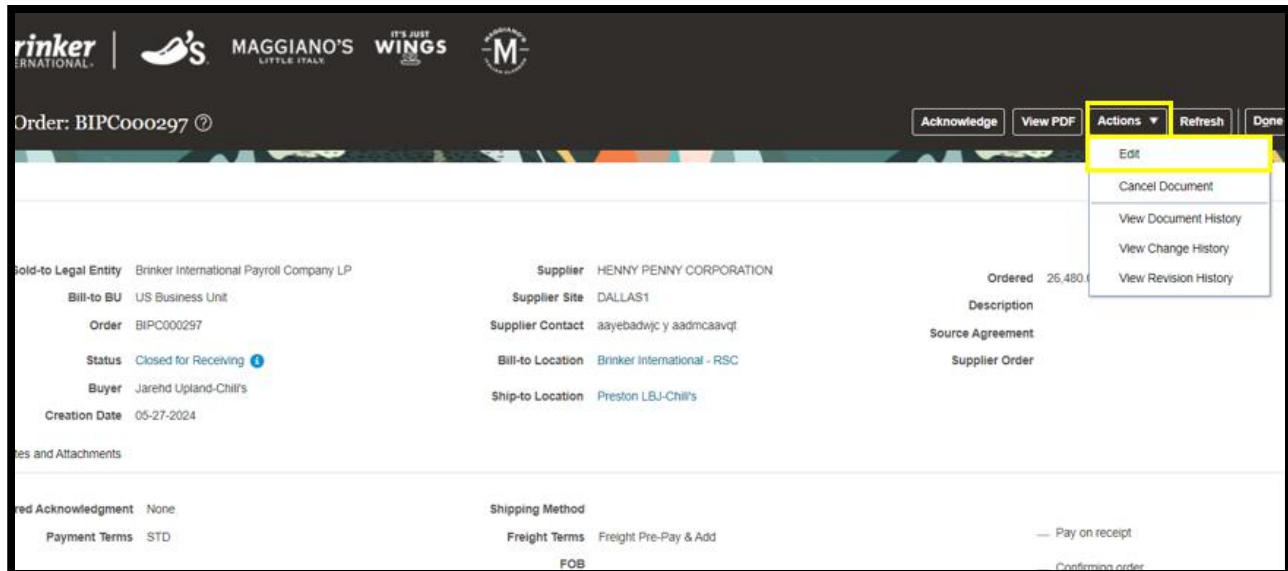 rinker
ERNATIONAL.
's
MAGGIANO'S
LITTLE ITALY.
IT'S JUST
WINGS
MAGGIANO'S
M
Order: BIPC000297
Acknowledge View PDF Actions Refresh Done
Edit
Cancel Document
View Document History
View Change History
View Revision History
Sold-to Legal Entity Brinker International Payroll Company LP
Bill-to BU US Business Unit
Order BIPC000297
Status Closed for Receiving
Buyer Jarehd Upland-Chili's
Creation Date 05-27-2024
Supplier HENNY PENNY CORPORATION
Supplier Site DALLAS1
Supplier Contact aayebadwjc y aadmcaavqt
Bill-to Location Brinker International - RSC
Ship-to Location Preston LBJ-Chili's
Ordered 26,480.
Description
Source Agreement
Supplier Order
tes and Attachments
red Acknowledgment None
Payment Terms STD
Shipping Method
Freight Terms Freight Pre-Pay & Add
FOB
— Pay on receipt
— Confirming order